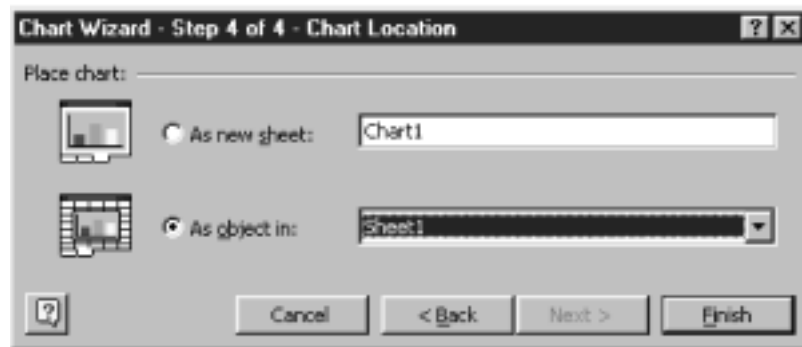 Chart Wizard - Step 4 of 4 - Chart Location
Place chart:
As new sheet: Chart1
As object in: Sheet1
Cancel < Back Next > Finish